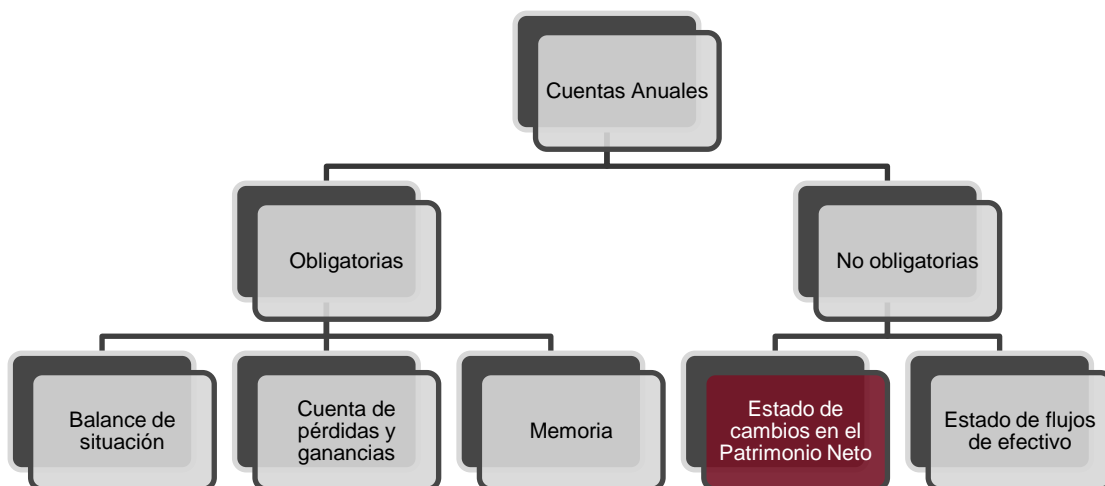 Cuentas Anuales
Obligatorias
No obligatorias
Balance de
situación
Cuenta de
pérdidas y
ganancias
Memoria
Estado de
cambios en el
Patrimonio Neto
Estado de flujos
de efectivo